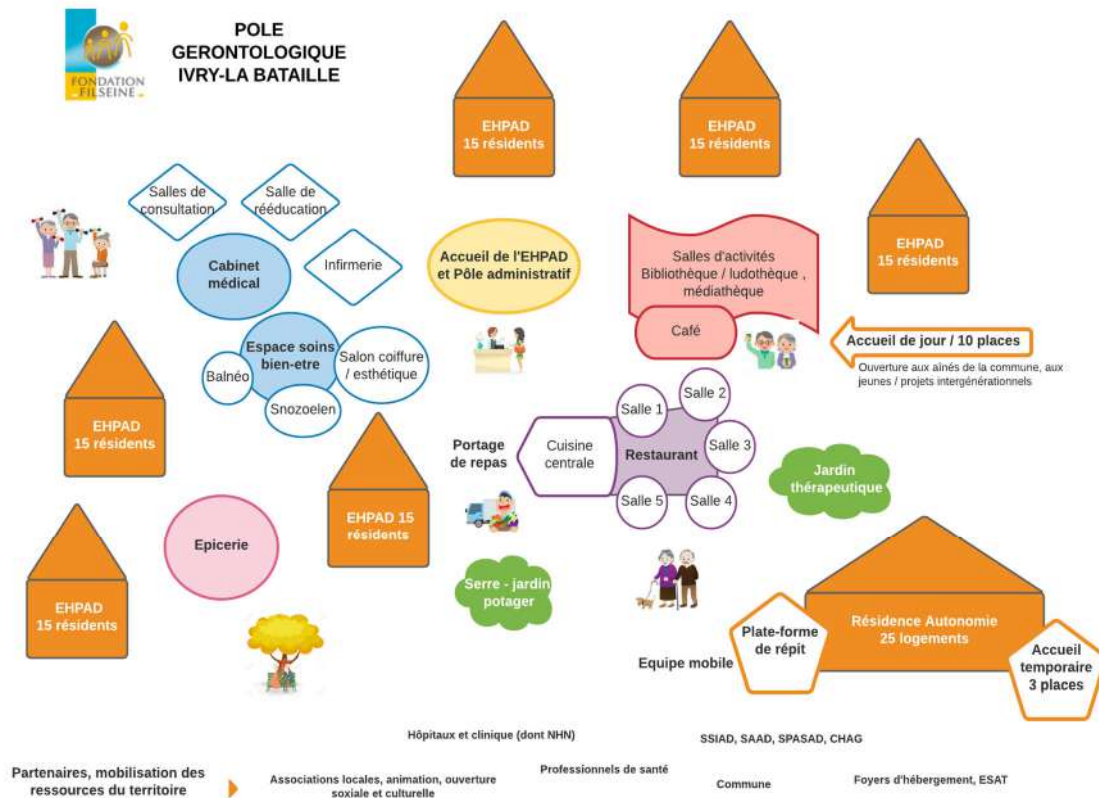 FONDATION
FILSEINE
POLE
GERONTOLOGIQUE
IVRY-LA BATAILLE
EHPAD
15 résidents
EHPAD
15 résidents
EHPAD
15 résidents
Salles de
consultation
Salle de
rééducation
Cabinet
médical
Infirmerie
Accueil de l'EHPAD
et Pôle administratif
Salles d'activités
Bibliothèque / ludothèque ,
médiathèque
Café
Accueil de jour / 10 places
Ouverture aux aînés de la commune, aux
jeunes / projets intergénérationnels
Espace soins
bien-etre
Balnéo
Salon coiffure
/ esthétique
Snozoelen
EHPAD
15 résidents
Portage
de repas
Cuisine
centrale
Restaurant
Salle 1
Salle 2
Salle 3
Salle 4
Salle 5
Jardin
thérapeutique
EHPAD 15
résidents
Epicerie
EHPAD
15 résidents
Serre - jardin
potager
Résidence Autonomie
25 logements
Plate-forme
de répit
Equipe mobile
Accueil
temporaire
3 places
Hôpitaux et clinique (dont NHN)
SSIAD, SAAD, SPASAD, CHAG
Partenaires, mobilisation des
ressources du territoire
Associations locales, animation, ouverture
soxiale et culturelle
Professionnels de santé
Commune
Foyers d'hébergement, ESAT